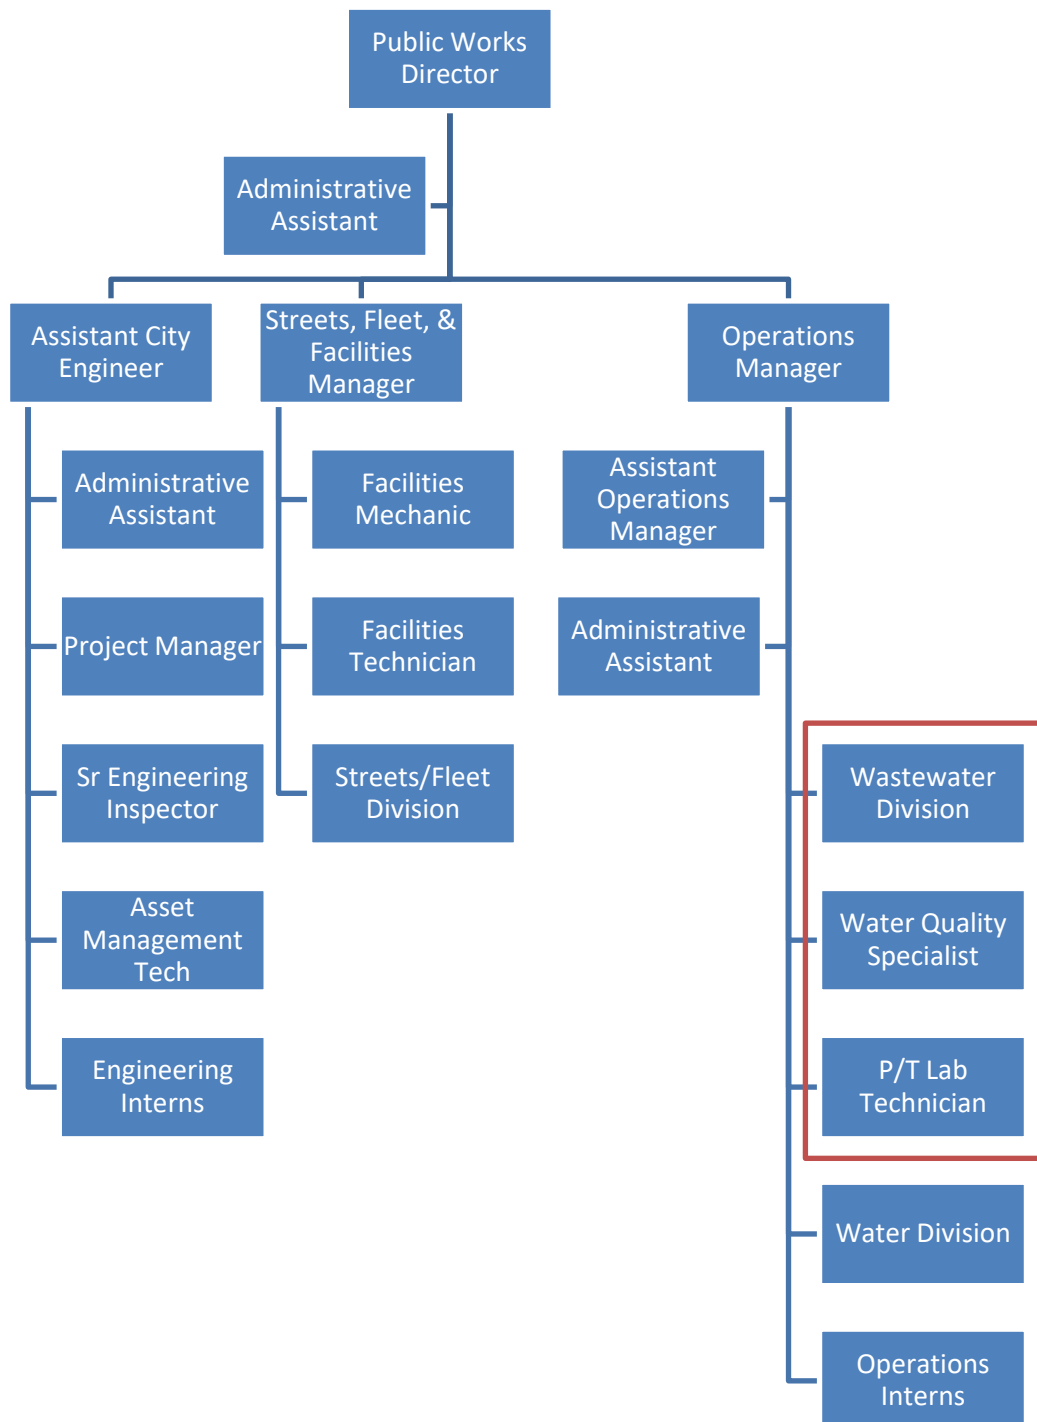 Public Works
Director
Administrative
Assistant
Assistant City
Engineer
Streets, Fleet, &
Facilities
Manager
Operations
Manager
Administrative
Assistant
Project Manager
Sr Engineering
Inspector
Asset
Management
Tech
Engineering
Interns
Facilities
Mechanic
Facilities
Technician
Streets/Fleet
Division
Assistant
Operations
Manager
Administrative
Assistant
Wastewater
Division
Water Quality
Specialist
P/T Lab
Technician
Water Division
Operations
Interns